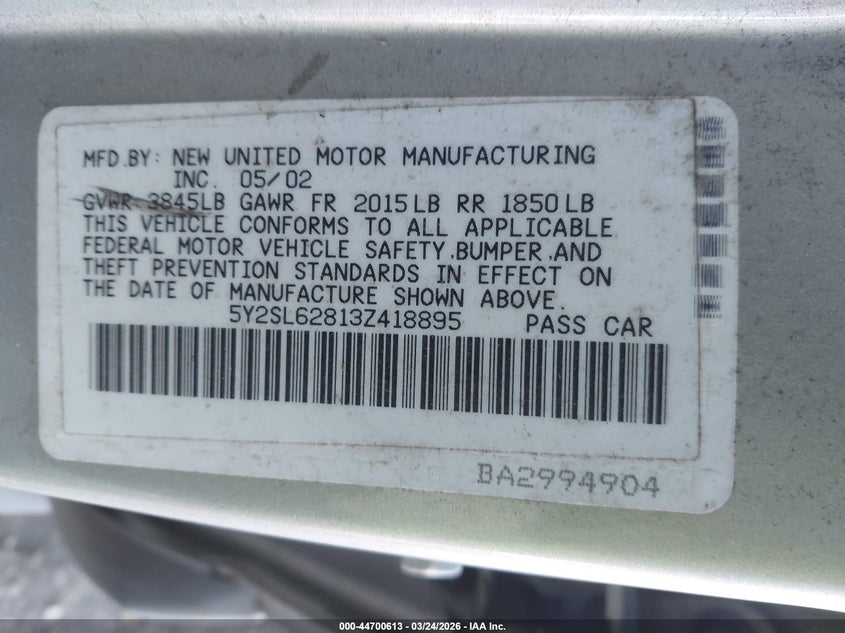 MFD.BY: NEW UNITED MOTOR MANUFACTURING
INC. 05/02
GVWR 3845LB GAWR FR 2015LB RR 1850LB
THIS VEHICLE CONFORMS TO ALL APPLICABLE
FEDERAL MOTOR VEHICLE SAFETY,BUMPER,AND
THEFT PREVENTION STANDARDS IN EFFECT ON
THE DATE OF MANUFACTURE SHOWN ABOVE.
5Y2SL62813Z418895 PASS CAR
BA2994904
000-44700613 - 03/24/2026 - IAA Inc.